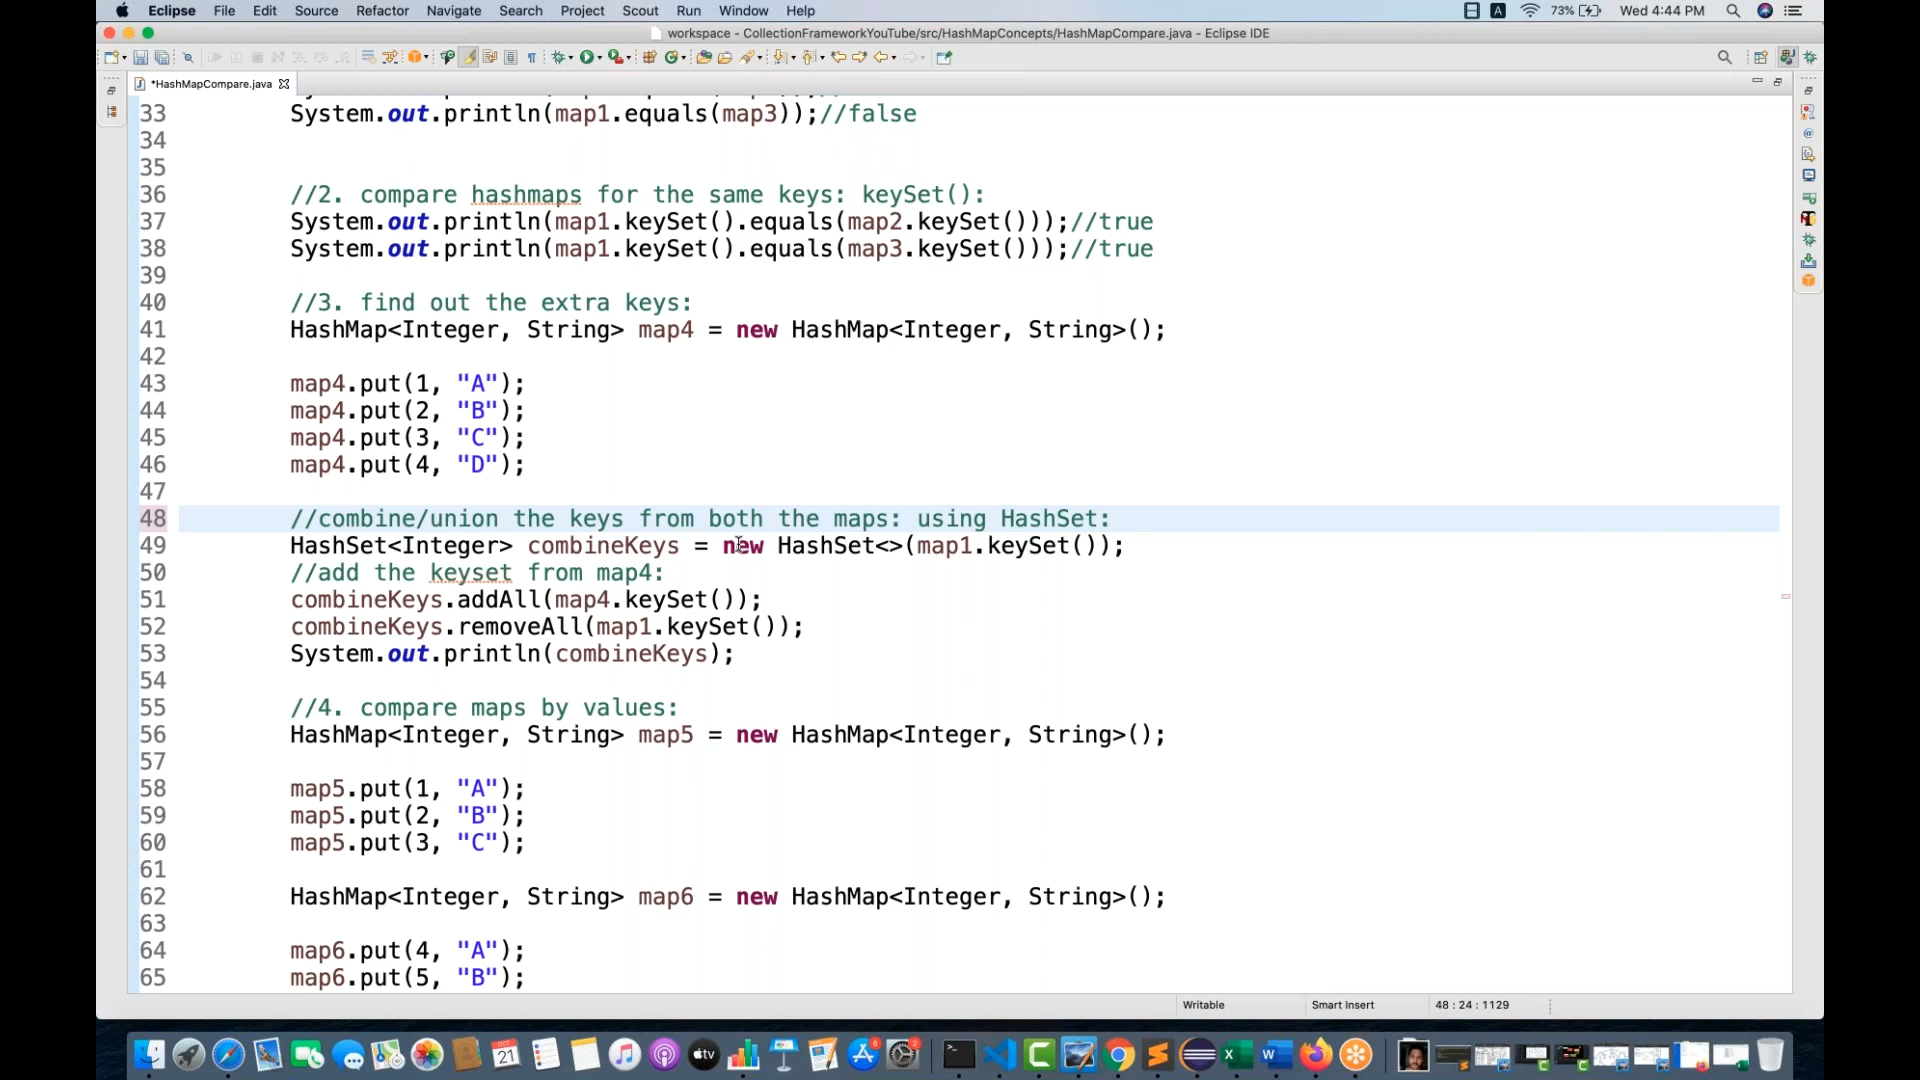 Eclipse File Edit Source Refactor Navigate Search Project Scout Run Window Help 73% Wed 4:44 PM
workspace - CollectionFrameworkYouTube/src/HashMapConcepts/HashMapCompare.java - Eclipse IDE
*HashMapCompare.java
33 System.out.println(map1.equals(map3));//false
34
35
36 //2. compare hashmaps for the same keys: keySet():
37 System.out.println(map1.keySet().equals(map2.keySet()));//true
38 System.out.println(map1.keySet().equals(map3.keySet()));//true
39
40 //3. find out the extra keys:
41 HashMap<Integer, String> map4 = new HashMap<Integer, String>();
42
43 map4.put(1, "A");
44 map4.put(2, "B");
45 map4.put(3, "C");
46 map4.put(4, "D");
47
48 //combine/union the keys from both the maps: using HashSet:
49 HashSet<Integer> combineKeys = new HashSet<>(map1.keySet());
50 //add the keyset from map4:
51 combineKeys.addAll(map4.keySet());
52 combineKeys.removeAll(map1.keySet());
53 System.out.println(combineKeys);
54
55 //4. compare maps by values:
56 HashMap<Integer, String> map5 = new HashMap<Integer, String>();
57
58 map5.put(1, "A");
59 map5.put(2, "B");
60 map5.put(3, "C");
61
62 HashMap<Integer, String> map6 = new HashMap<Integer, String>();
63
64 map6.put(4, "A");
65 map6.put(5, "B");
Writable Smart Insert 48 : 24 : 1129
21 tv